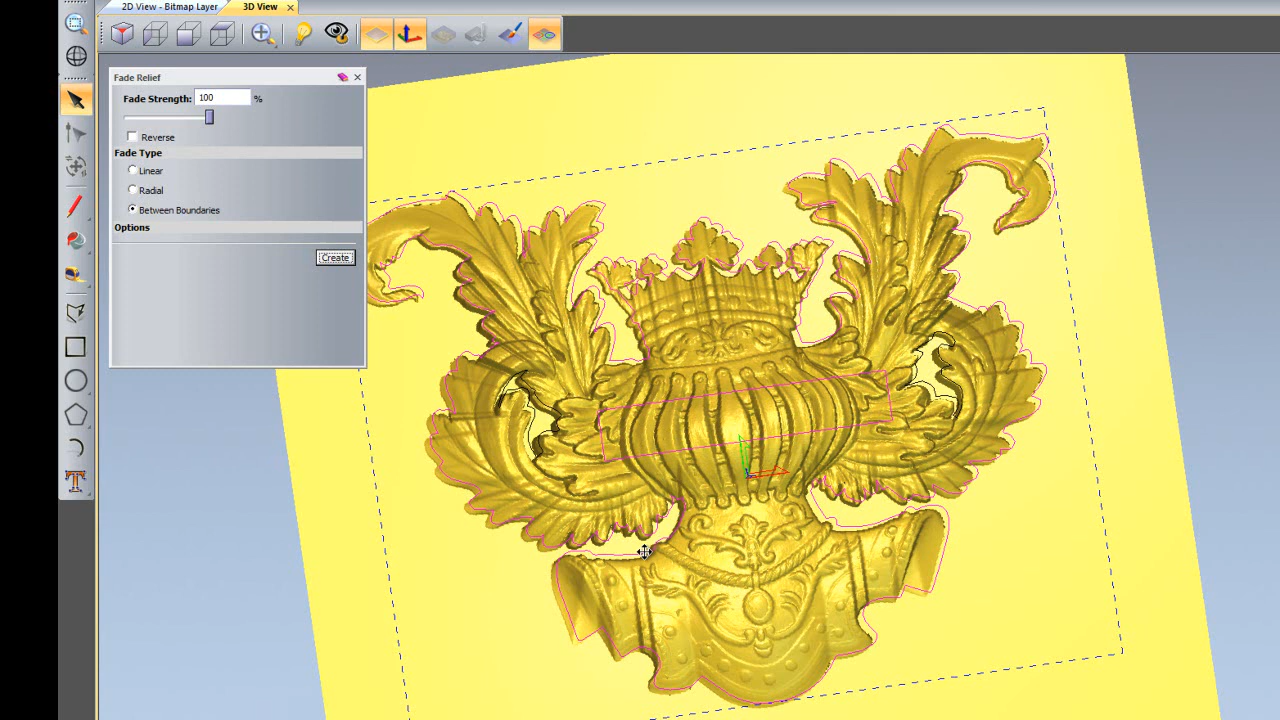 2D View - Bitmap Layer
3D View
Fade Relief
Fade Strength: 100 %
Reverse
Fade Type
Linear
Radial
Between Boundaries
Options
Create
T